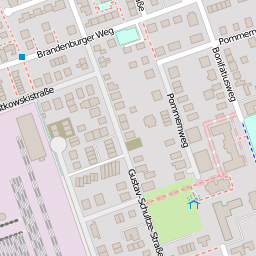 Brandenburger Weg
Pommern
Bonifatiusweg
tkowskistraße
Pommernweg
Gustav-Schultze-Straße